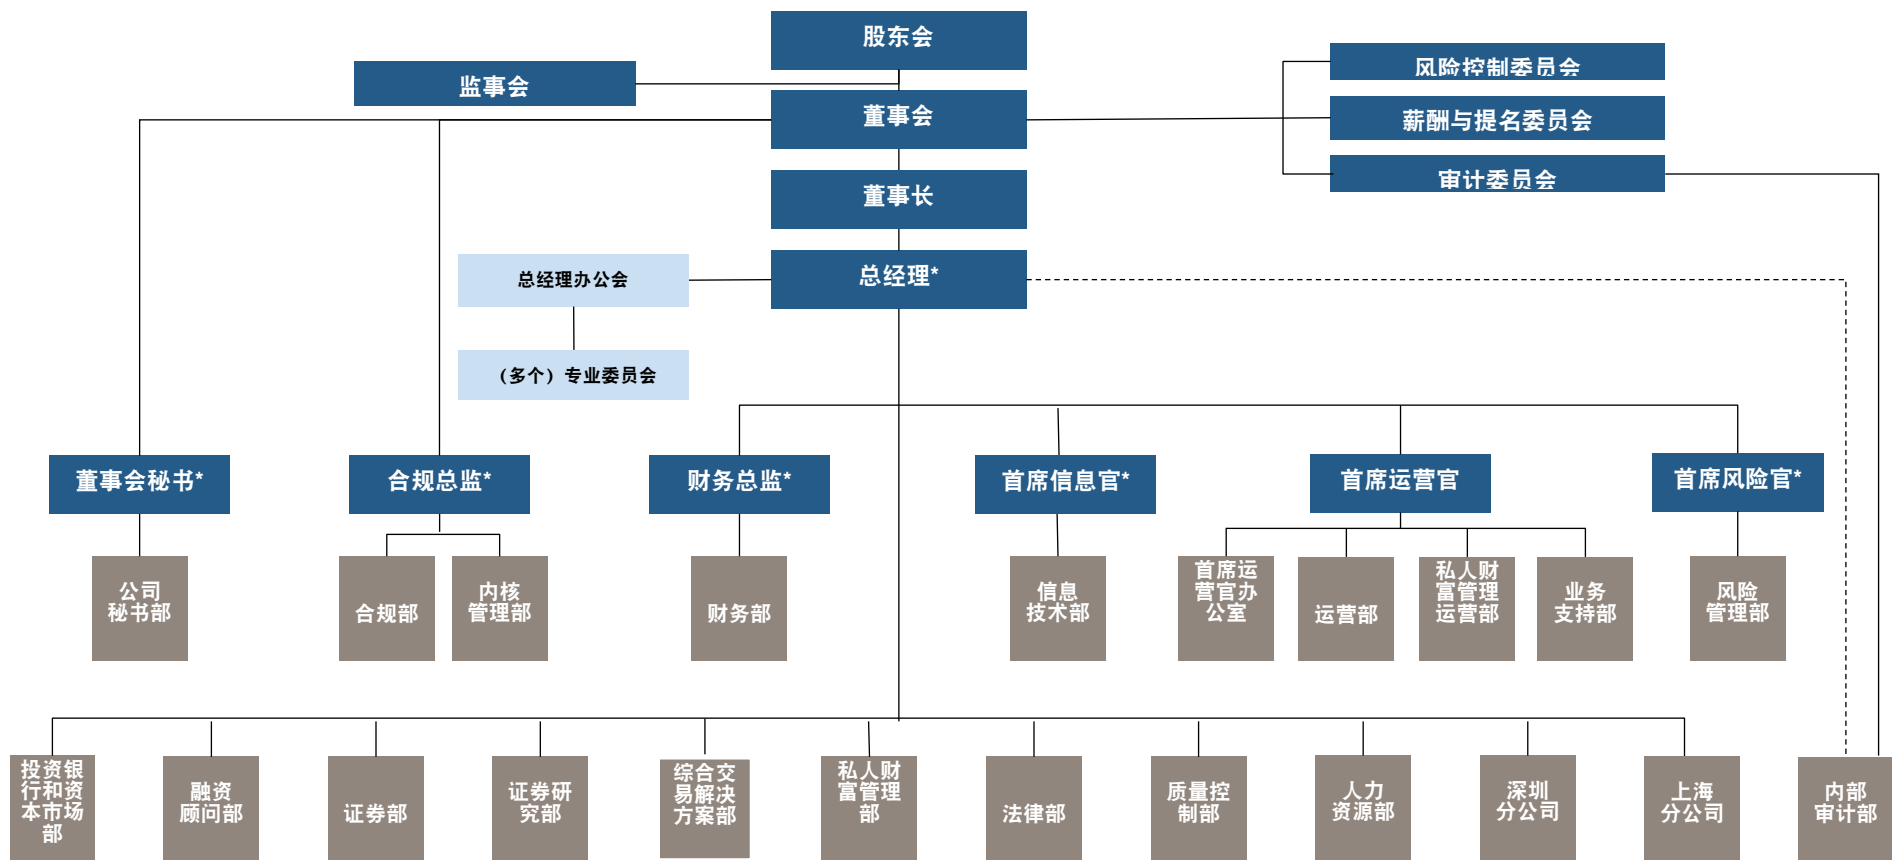 股东会
监事会
风险控制委员会
董事会
薪酬与提名委员会
审计委员会
董事长
总经理*
总经理办公会
（多个）专业委员会
董事会秘书*
合规总监*
财务总监*
首席信息官*
首席运营官
首席风险官*
公司
秘书部
合规部
内核
管理部
财务部
信息
技术部
首席运
营官办
公室
运营部
私人财
富管理
运营部
业务
支持部
风险
管理部
投资银
行和资
本市场
部
融资
顾问部
证券部
证券研
究部
综合交
易解决
方案部
私人财
富管理
部
法律部
质量控
制部
人力
资源部
深圳
分公司
上海
分公司
内部
审计部